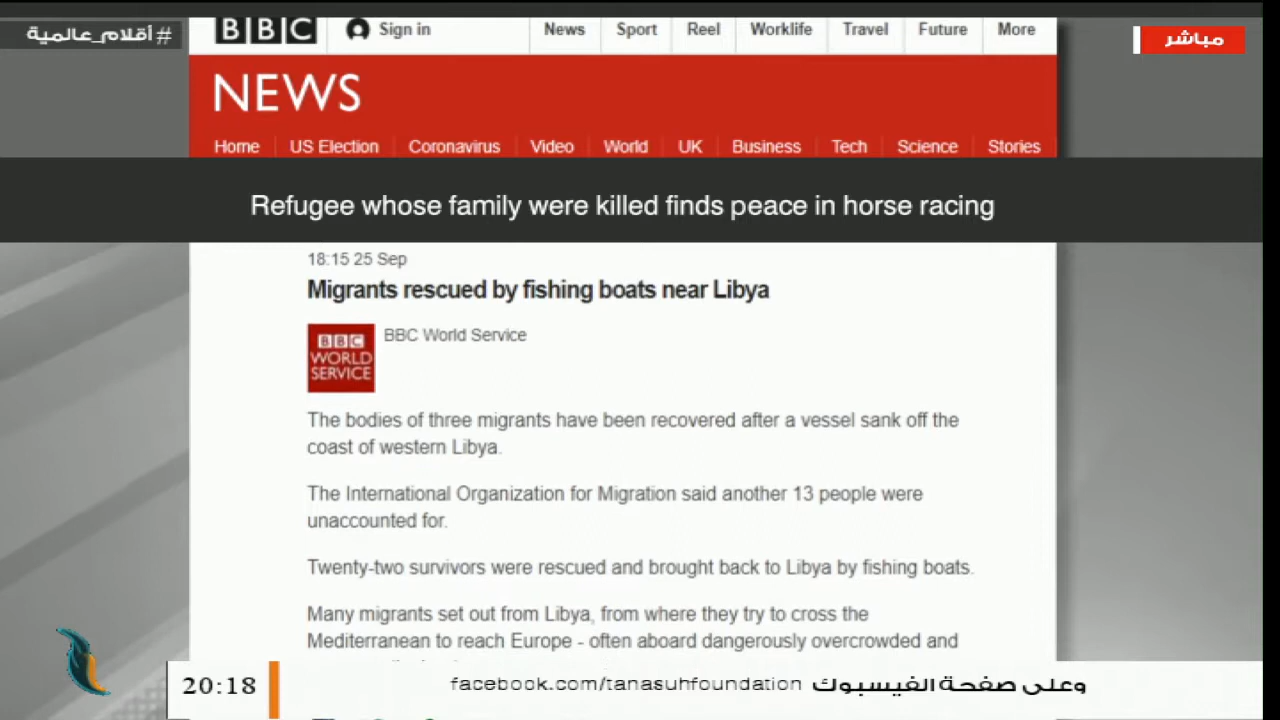 #أقلام_عالمية
BBC Sign in News Sport Reel Worklife Travel Future More
مباشر
NEWS
Home US Election Coronavirus Video World UK Business Tech Science Stories
Refugee whose family were killed finds peace in horse racing
18:15 25 Sep
Migrants rescued by fishing boats near Libya
BBC
WORLD
SERVICE
BBC World Service
The bodies of three migrants have been recovered after a vessel sank off the
coast of western Libya.
The International Organization for Migration said another 13 people were
unaccounted for.
Twenty-two survivors were rescued and brought back to Libya by fishing boats.
Many migrants set out from Libya, from where they try to cross the
Mediterranean to reach Europe - often aboard dangerously overcrowded and
20:18
وعلى صفحة الفيسبوك facebook.com/tanasuhfoundation